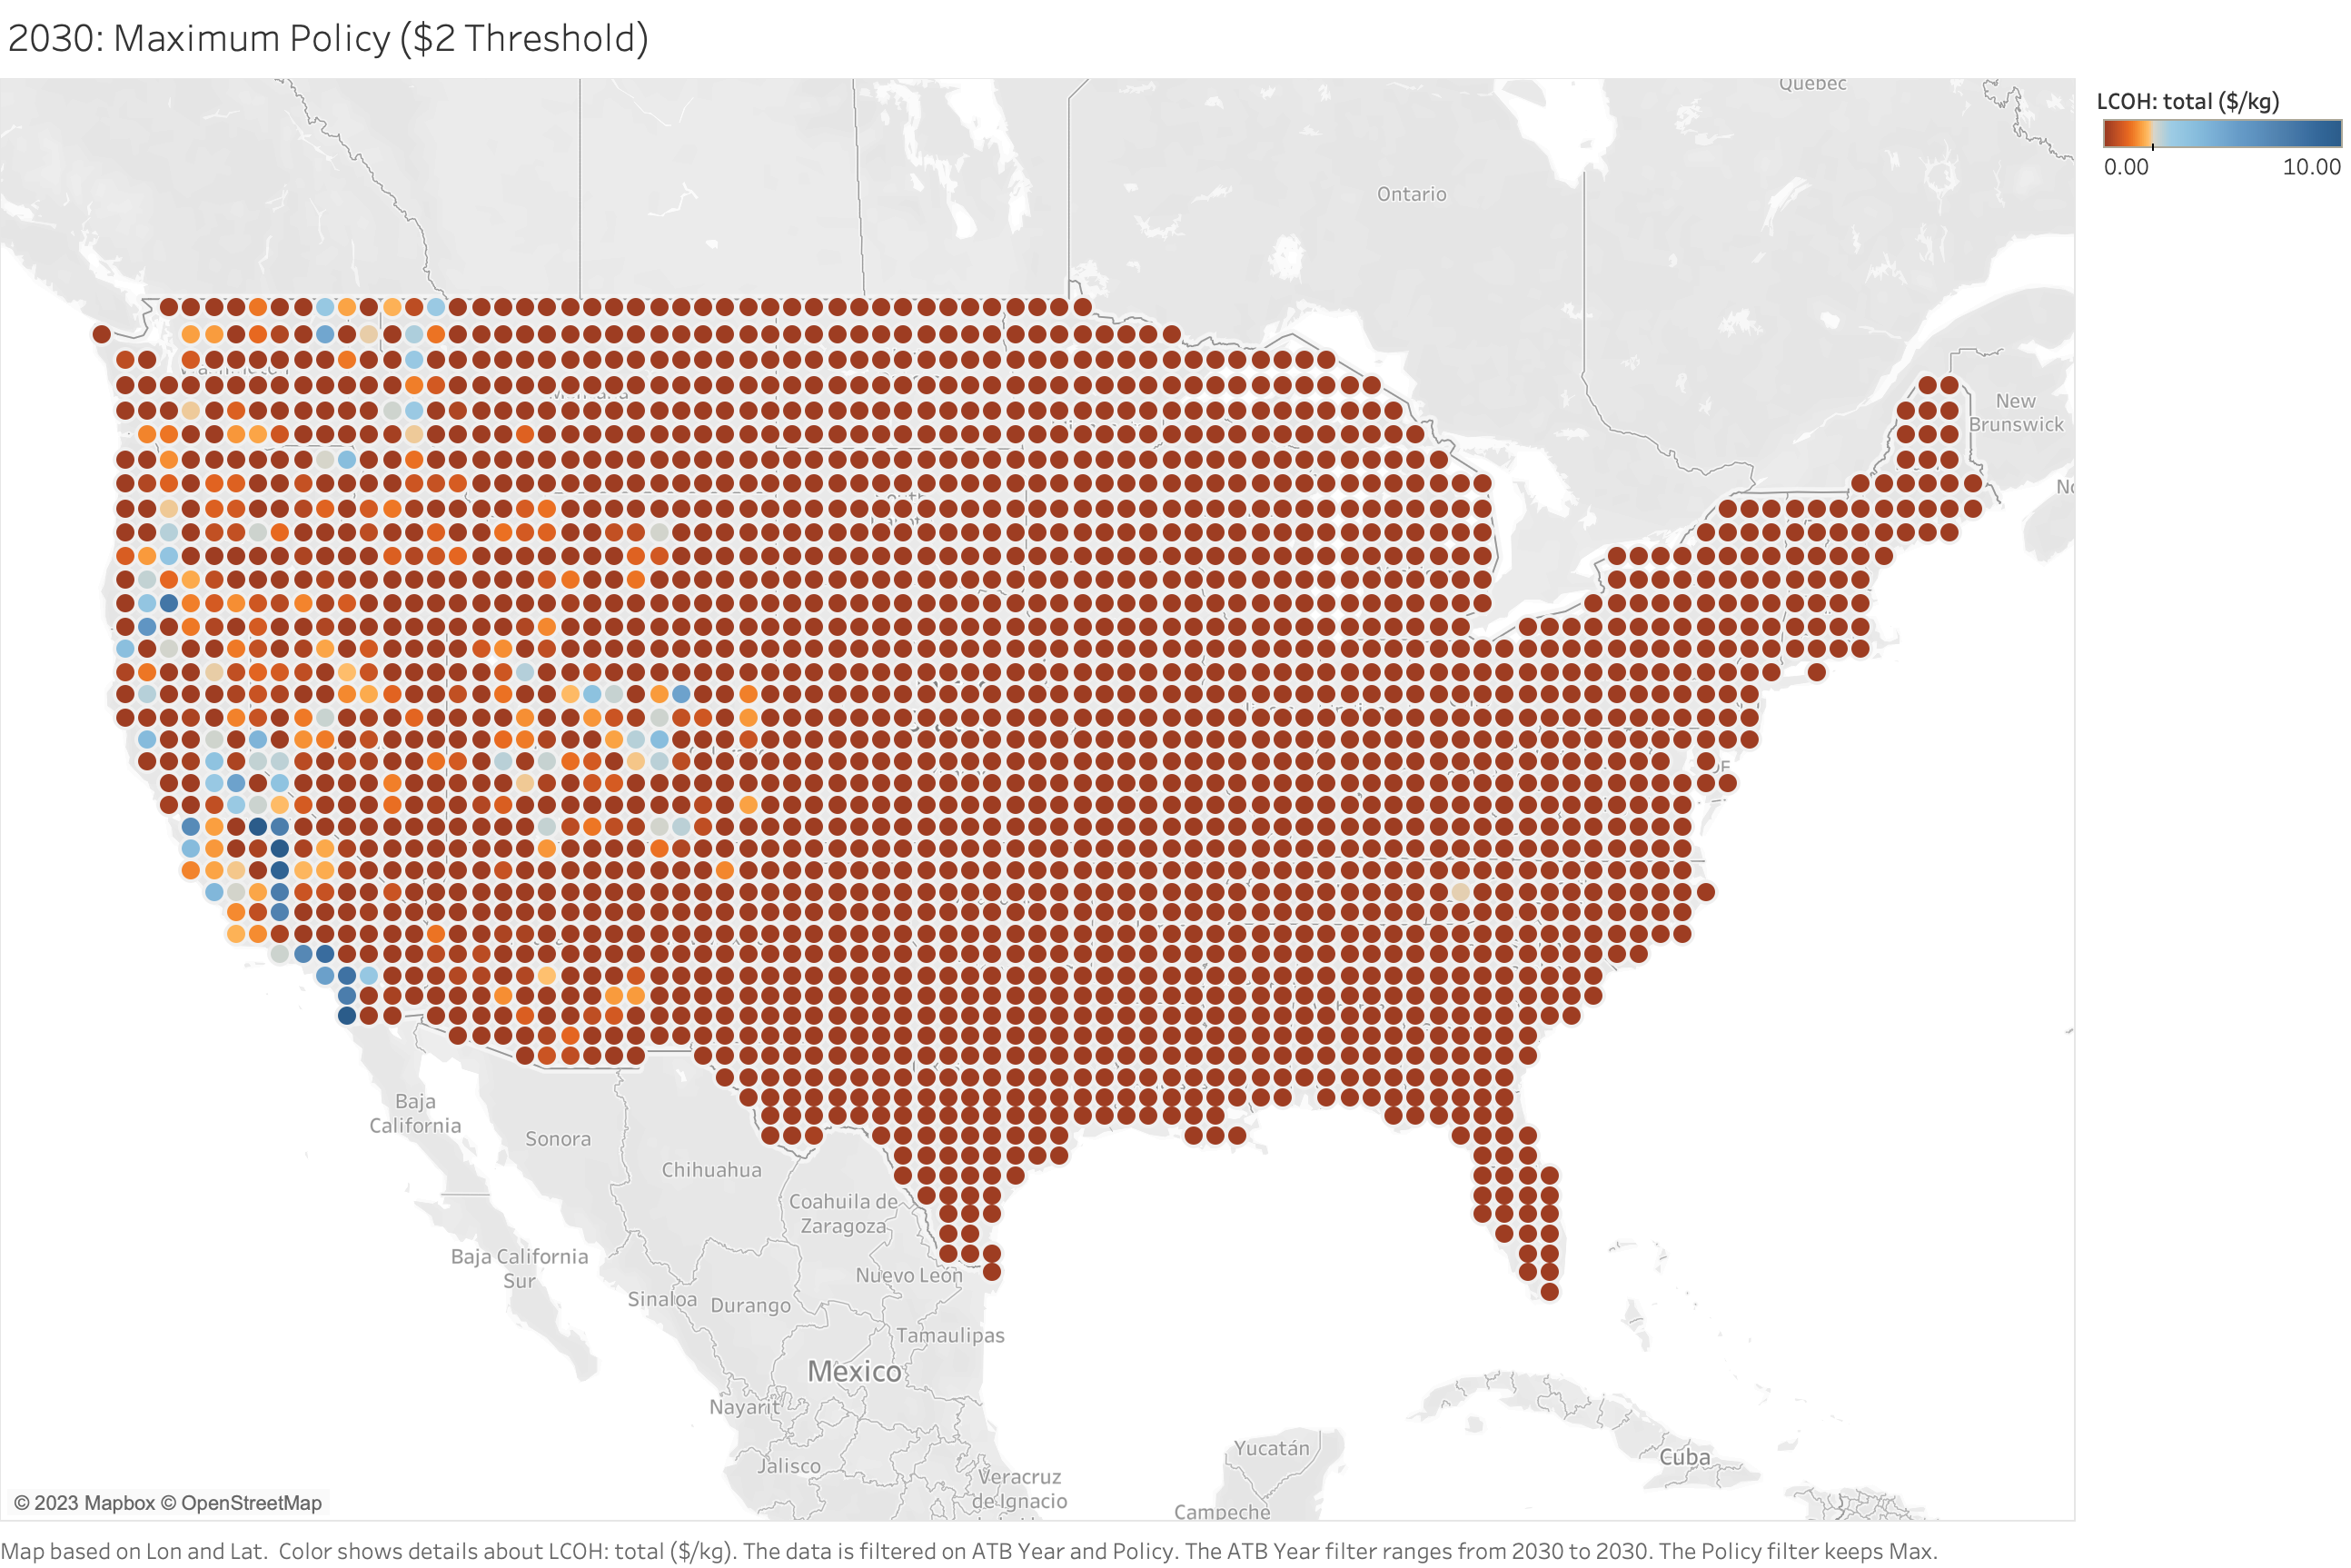 2030: Maximum Policy ($2 Threshold)
LCOH: total ($/kg)
0.00
10.00
Quebec
Ontario
New
Brunswick
Baja
California
Sonora
Chihuahua
Coahuila de
Zaragoza
Baja California
Sur
Nuevo León
Sinaloa
Durango
Tamaulipas
Mexico
Nayarit
Jalisco
Veracruz
de Ignacio
Yucatán
Campeche
Cuba
© 2023 Mapbox © OpenStreetMap
Map based on Lon and Lat. Color shows details about LCOH: total ($/kg). The data is filtered on ATB Year and Policy. The ATB Year filter ranges from 2030 to 2030. The Policy filter keeps Max.